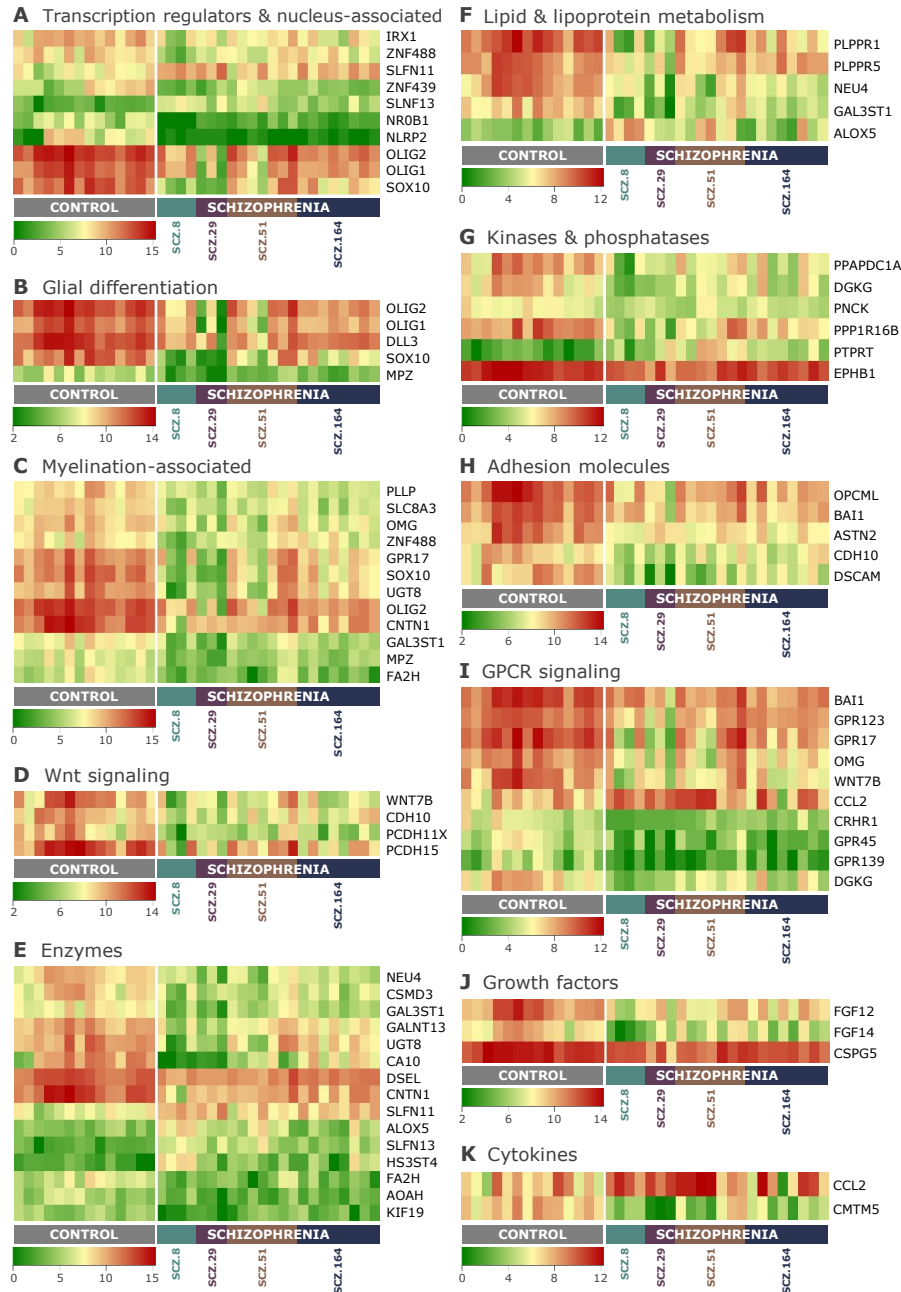 A Transcription regulators & nucleus-associated
IRX1
ZNF488
SLFN11
ZNF439
SLNF13
NR0B1
NLRP2
OLIG2
OLIG1
SOX10
CONTROL
SCHIZOPHRENIA
0 5 10 15
SCZ.8
SCZ.29
SCZ.51
SCZ.164
B Glial differentiation
OLIG2
OLIG1
DLL3
SOX10
MPZ
CONTROL
SCHIZOPHRENIA
2 6 10 14
SCZ.8
SCZ.29
SCZ.51
SCZ.164
C Myelination-associated
PLLP
SLC8A3
OMG
ZNF488
GPR17
SOX10
UGT8
OLIG2
CNTN1
GAL3ST1
MPZ
FA2H
CONTROL
SCHIZOPHRENIA
0 5 10 15
SCZ.8
SCZ.29
SCZ.51
SCZ.164
D Wnt signaling
WNT7B
CDH10
PCDH11X
PCDH15
CONTROL
SCHIZOPHRENIA
2 6 10 14
SCZ.8
SCZ.29
SCZ.51
SCZ.164
E Enzymes
NEU4
CSMD3
GAL3ST1
GALNT13
UGT8
CA10
DSEL
CNTN1
SLFN11
ALOX5
SLFN13
HS3ST4
FA2H
AOAH
KIF19
CONTROL
SCHIZOPHRENIA
0 5 10 15
SCZ.8
SCZ.29
SCZ.51
SCZ.164
F Lipid & lipoprotein metabolism
PLPPR1
PLPPR5
NEU4
GAL3ST1
ALOX5
CONTROL
SCHIZOPHRENIA
0 4 8 12
SCZ.8
SCZ.29
SCZ.51
SCZ.164
G Kinases & phosphatases
PPAPDC1A
DGKG
PNCK
PPP1R16B
PTPRT
EPHB1
CONTROL
SCHIZOPHRENIA
0 4 8 12
SCZ.8
SCZ.29
SCZ.51
SCZ.164
H Adhesion molecules
OPCML
BAI1
ASTN2
CDH10
DSCAM
CONTROL
SCHIZOPHRENIA
2 6 10 14
SCZ.8
SCZ.29
SCZ.51
SCZ.164
I GPCR signaling
BAI1
GPR123
GPR17
OMG
WNT7B
CCL2
CRHR1
GPR45
GPR139
DGKG
CONTROL
SCHIZOPHRENIA
0 4 8 12
SCZ.8
SCZ.29
SCZ.51
SCZ.164
J Growth factors
FGF12
FGF14
CSPG5
CONTROL
SCHIZOPHRENIA
2 6 10 14
SCZ.8
SCZ.29
SCZ.51
SCZ.164
K Cytokines
CCL2
CMTM5
CONTROL
SCHIZOPHRENIA
0 4 8 12
SCZ.8
SCZ.29
SCZ.51
SCZ.164